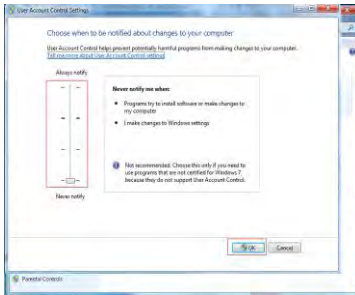 User Account Control Settings
Choose when to be notified about changes to your computer
User Account Control helps prevent potentially harmful programs from making changes to your computer.
Tell me more about User Account Control settings
Always notify
Never notify me when:
• Programs try to install software or make changes to
my computer
• I make changes to Windows settings
Not recommended. Choose this only if you need to
use programs that are not certified for Windows 7
because they do not support User Account Control.
Never notify
OK
Cancel
Parental Controls